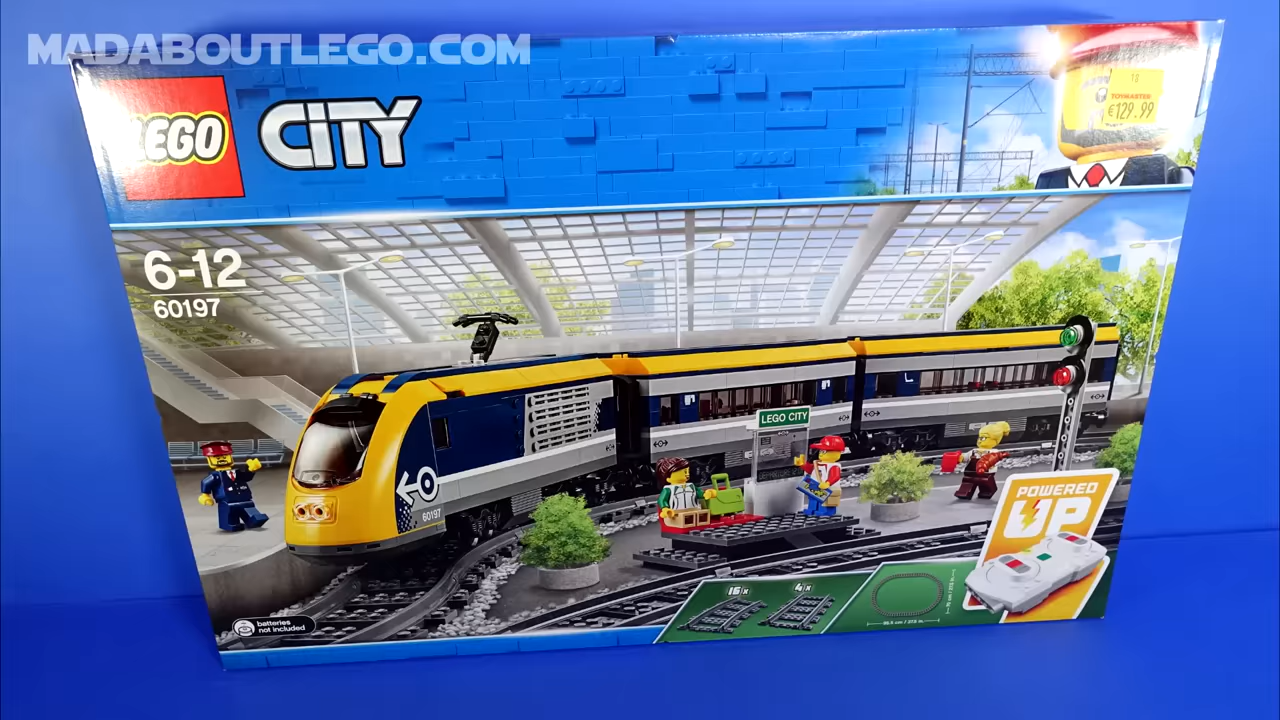 MADABOUTLEGO.COM
LEGO
CITY
18
TOYMASTER
€129.99
6-12
60197
LEGO CITY
60197
POWERED
UP
16x
4x
batteries
not included